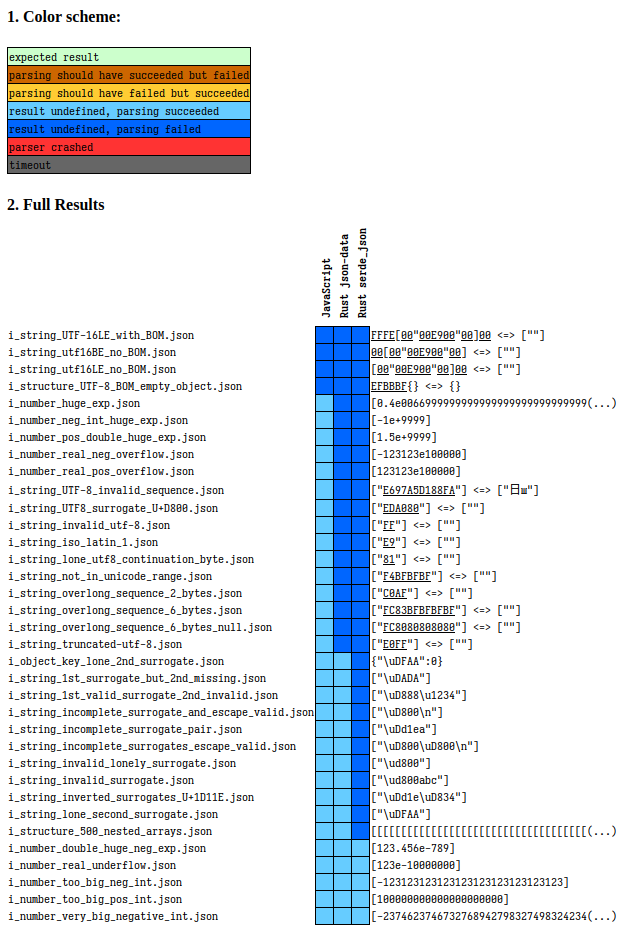 1. Color scheme:
expected result
parsing should have succeeded but failed
parsing should have failed but succeeded
result undefined, parsing succeeded
result undefined, parsing failed
parser crashed
timeout
2. Full Results
JavaScript
Rust json-data
Rust serde_json
i_string_UTF-16LE_with_BOM.json FFFE[00"00E900"00]00 <=> [""]
i_string_utf16BE_no_BOM.json 00[00"00E900"00] <=> [""]
i_string_utf16LE_no_BOM.json [00"00E900"00]00 <=> [""]
i_structure_UTF-8_BOM_empty_object.json EFBBBF{} <=> {}
i_number_huge_exp.json
i_number_neg_int_huge_exp.json [-1e+9999]
i_number_pos_double_huge_exp.json [1.5e+9999]
i_number_real_neg_overflow.json [-123123e100000]
i_number_real_pos_overflow.json [123123e100000]
i_string_UTF-8_invalid_sequence.json ["E697A5D188FA"] <=>
i_string_UTF8_surrogate_U+D800.json ["EDA080"] <=> [""]
i_string_invalid_utf-8.json ["FF"] <=> [""]
i_string_iso_latin_1.json ["E9"] <=> [""]
i_string_lone_utf8_continuation_byte.json ["81"] <=> [""]
i_string_not_in_unicode_range.json ["F4BFBFBF"] <=> [""]
i_string_overlong_sequence_2_bytes.json ["C0AF"] <=> [""]
i_string_overlong_sequence_6_bytes.json ["FC83BFBFBFBF"] <=> [""]
i_string_overlong_sequence_6_bytes_null.json ["FC8080808080"] <=> [""]
i_string_truncated-utf-8.json ["E0FF"] <=> [""]
i_object_key_lone_2nd_surrogate.json {"\uDFAA":0}
i_string_1st_surrogate_but_2nd_missing.json ["\uDADA"]
i_string_1st_valid_surrogate_2nd_invalid.json ["\uD888\u1234"]
i_string_incomplete_surrogate_and_escape_valid.json ["\uD800\n"]
i_string_incomplete_surrogate_pair.json ["\uDd1ea"]
i_string_incomplete_surrogates_escape_valid.json ["\uD800\uD800\n"]
i_string_invalid_lonely_surrogate.json ["\ud800"]
i_string_invalid_surrogate.json ["\ud800abc"]
i_string_inverted_surrogates_U+1D11E.json ["\uDd1e\uD834"]
i_string_lone_second_surrogate.json ["\uDFAA"]
i_structure_500_nested_arrays.json
i_number_double_huge_neg_exp.json [123.456e-789]
i_number_real_underflow.json [123e-10000000]
i_number_too_big_neg_int.json [-123123123123123123123123123123]
i_number_too_big_pos_int.json [100000000000000000000]
i_number_very_big_negative_int.json